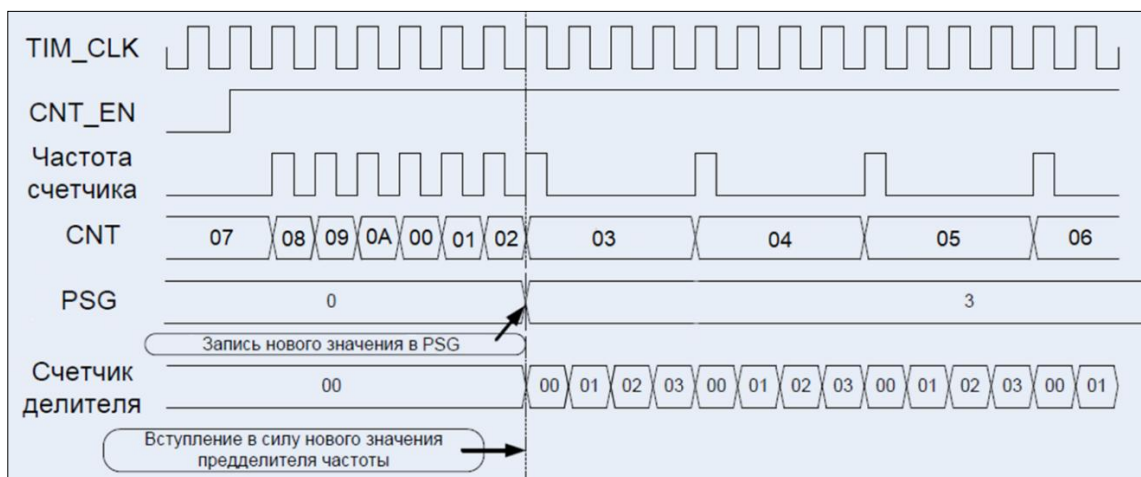 TIM_CLK
CNT_EN
Частота
счетчика
CNT 07 08 09 0A 00 01 02 03 04 05 06
PSG 0 3
Запись нового значения в PSG
Счетчик
делителя
00 00 01 02 03 00 01 02 03 00 01 02 03 00 01
Вступление в силу нового значения
предделителя частоты